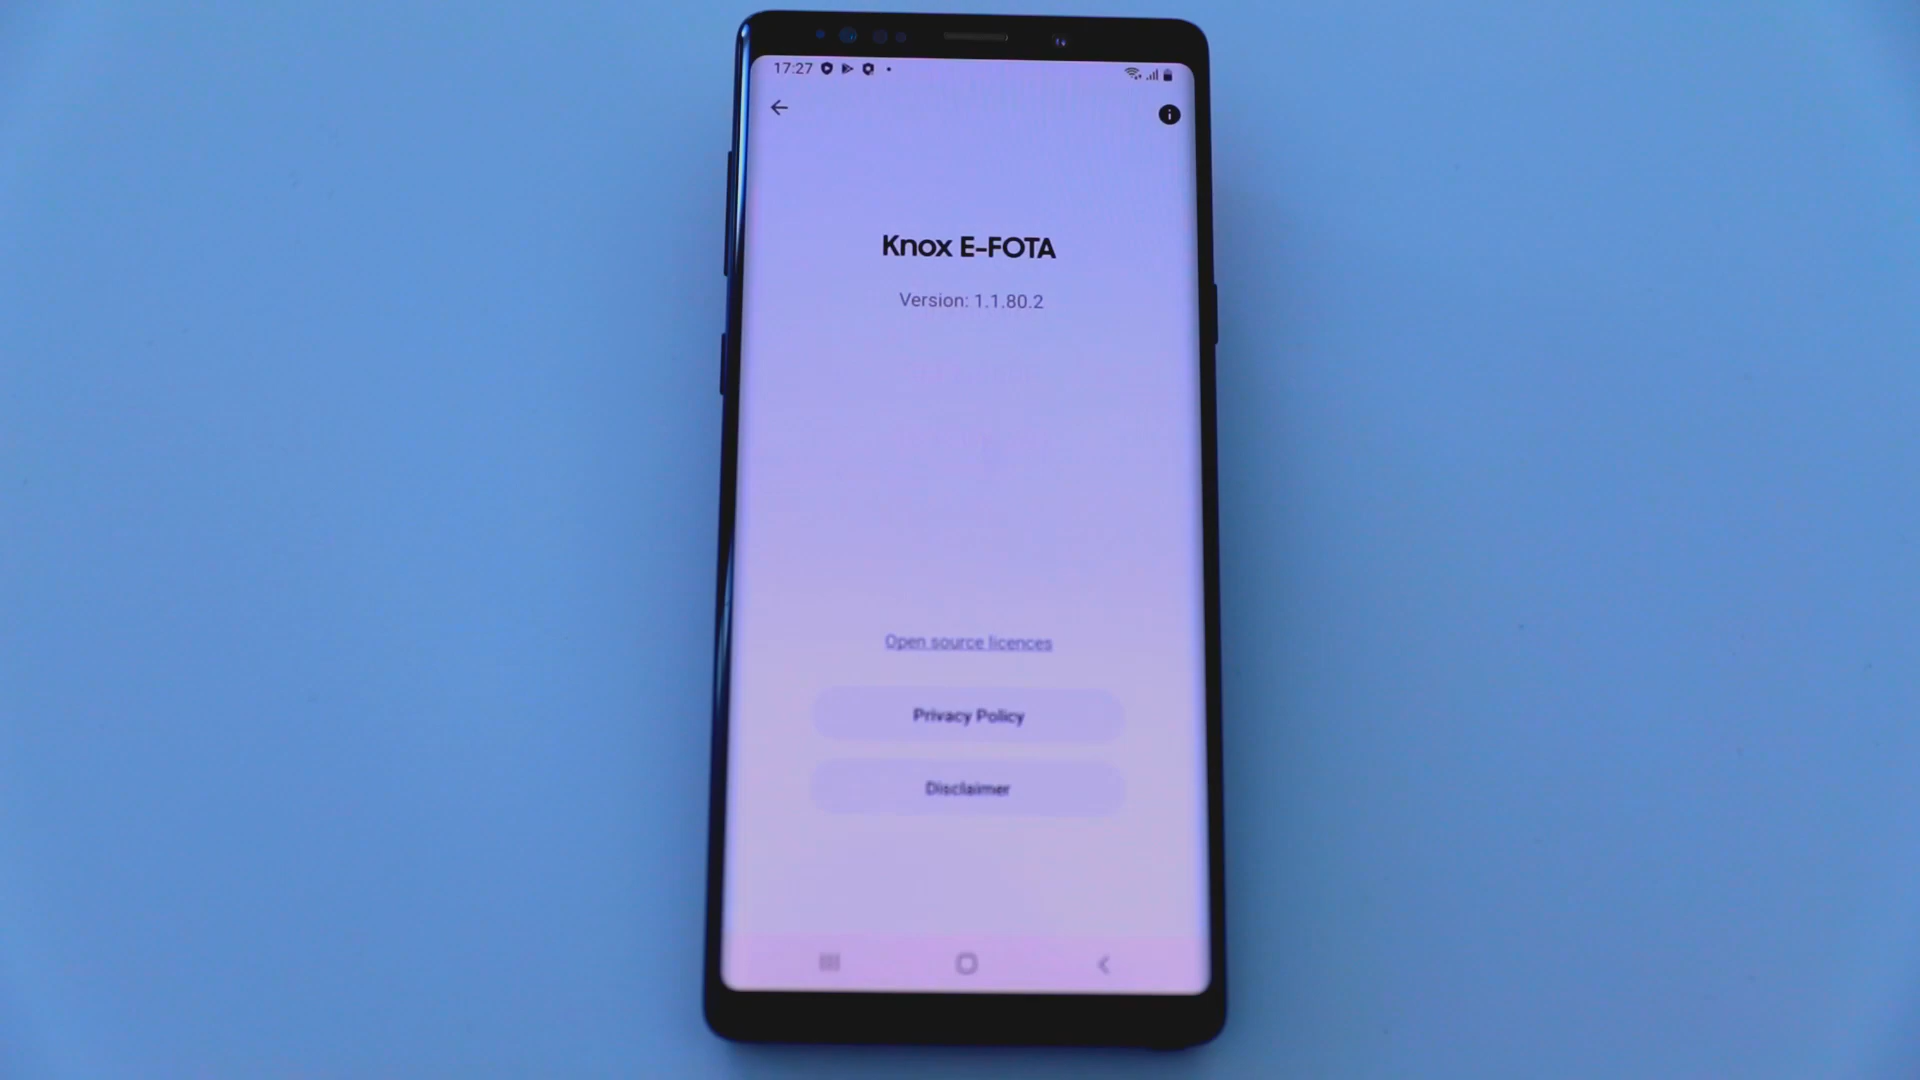 17:27
Knox E-FOTA
Version: 1.1.80.2
Open source licences
Privacy Policy
Disclaimer